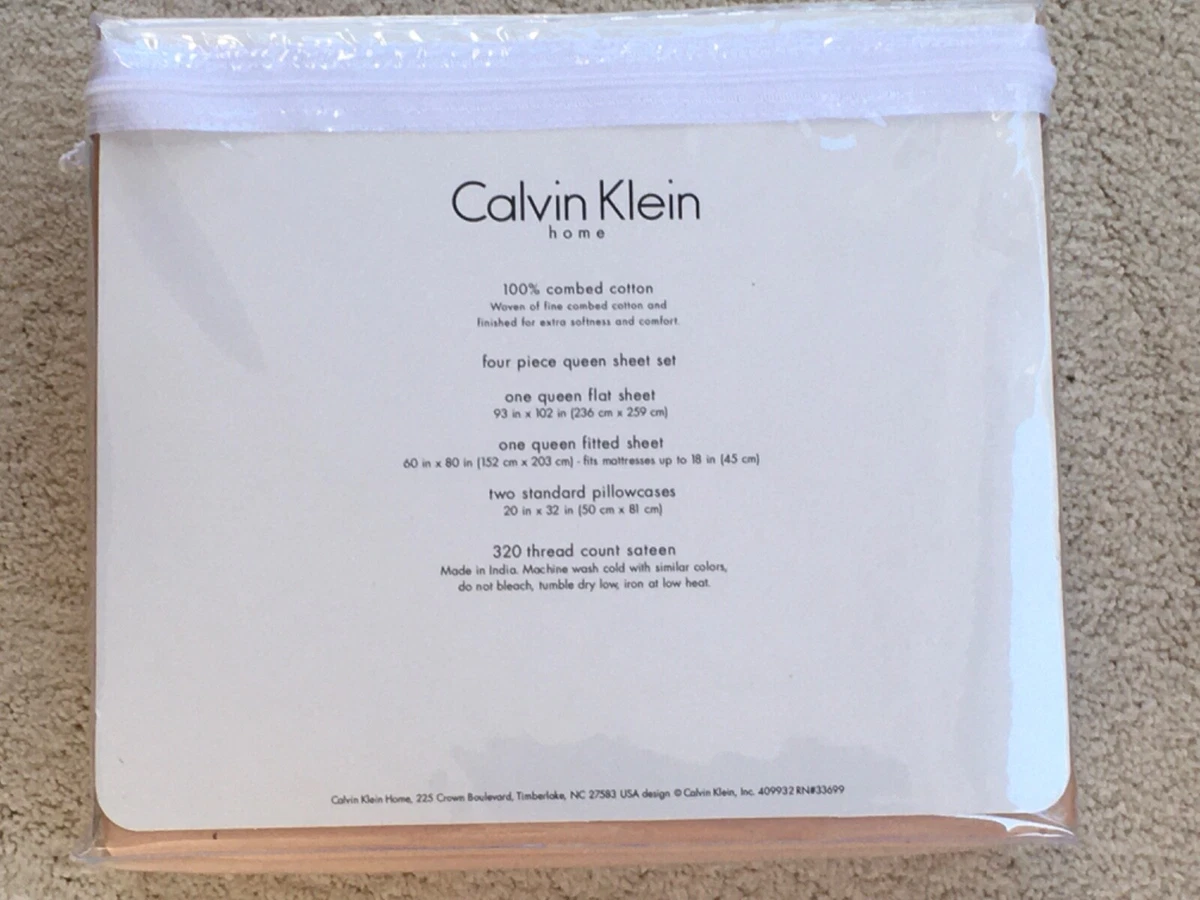 Calvin Klein
home
100% combed cotton
Woven of fine combed cotton and
finished for extra softness and comfort.
four piece queen sheet set
one queen flat sheet
93 in x 102 in (236 cm x 259 cm)
one queen fitted sheet
60 in x 80 in (152 cm x 203 cm) - fits mattresses up to 18 in (45 cm)
two standard pillowcases
20 in x 32 in (50 cm x 81 cm)
320 thread count sateen
Made in India. Machine wash cold with similar colors,
do not bleach, tumble dry low, iron at low heat.
Calvin Klein Home, 225 Crown Boulevard, Timberlake, NC 27583 USA design © Calvin Klein, Inc. 409932 RN#33699